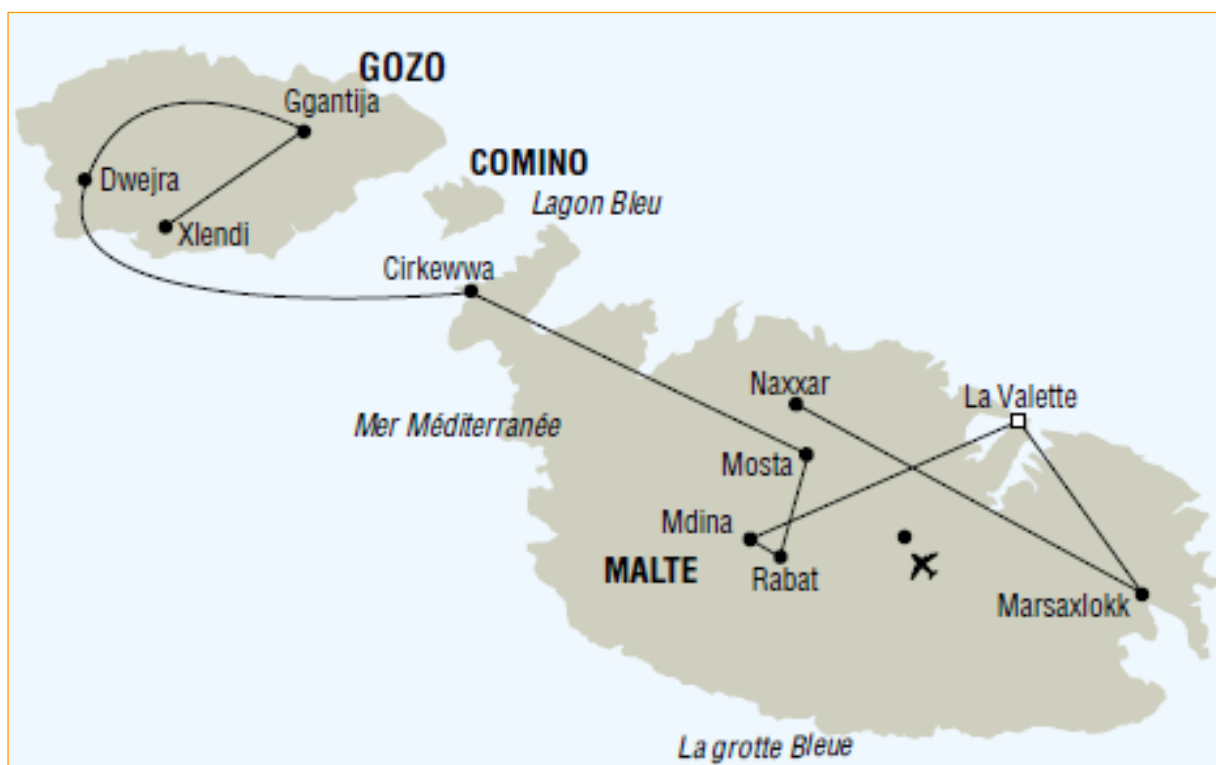 GOZO
Ggantija
COMINO
Dwejra
Lagon Bleu
Xlendi
Cirkewwa
Naxxar
La Valette
Mer Méditerranée
Mosta
Mdina
MALTE
Rabat
Marsaxlokk
La grotte Bleue